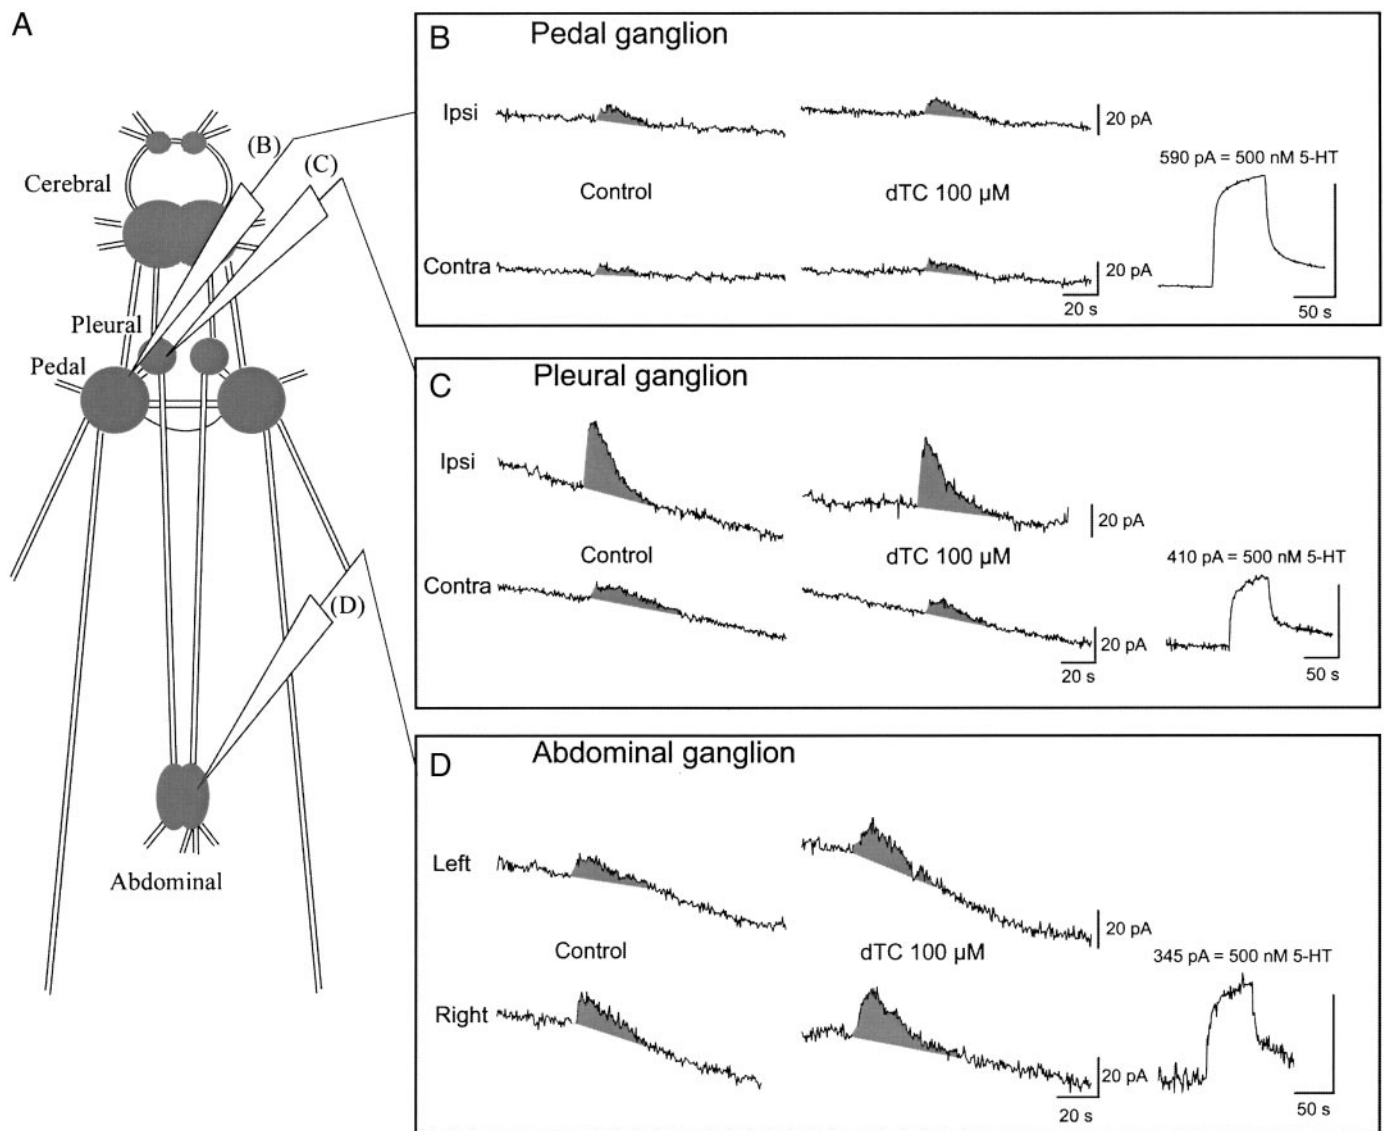 A
Cerebral
Pleural
Pedal
(B)
(C)
(D)
Abdominal
B Pedal ganglion
Ipsi
20 pA
Control
dTC 100 µM
590 pA = 500 nM 5-HT
Contra
20 pA
20 s
50 s
C Pleural ganglion
Ipsi
20 pA
Control
dTC 100 µM
410 pA = 500 nM 5-HT
Contra
20 pA
20 s
50 s
D Abdominal ganglion
Left
20 pA
Control
dTC 100 µM
345 pA = 500 nM 5-HT
Right
20 pA
20 s
50 s